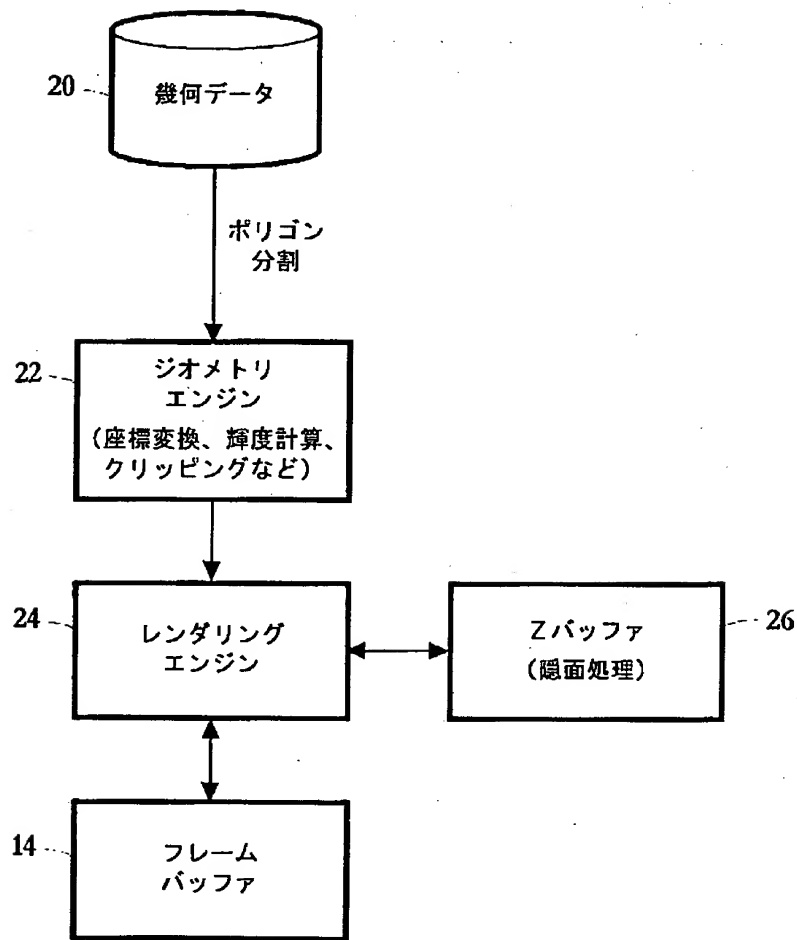 20
幾何データ
ポリゴン
分割
22
ジオメトリ
エンジン
(座標変換、輝度計算、
クリッピングなど)
24
レンダリング
エンジン
Zバッファ
(隠面処理)
26
14
フレーム
バッファ